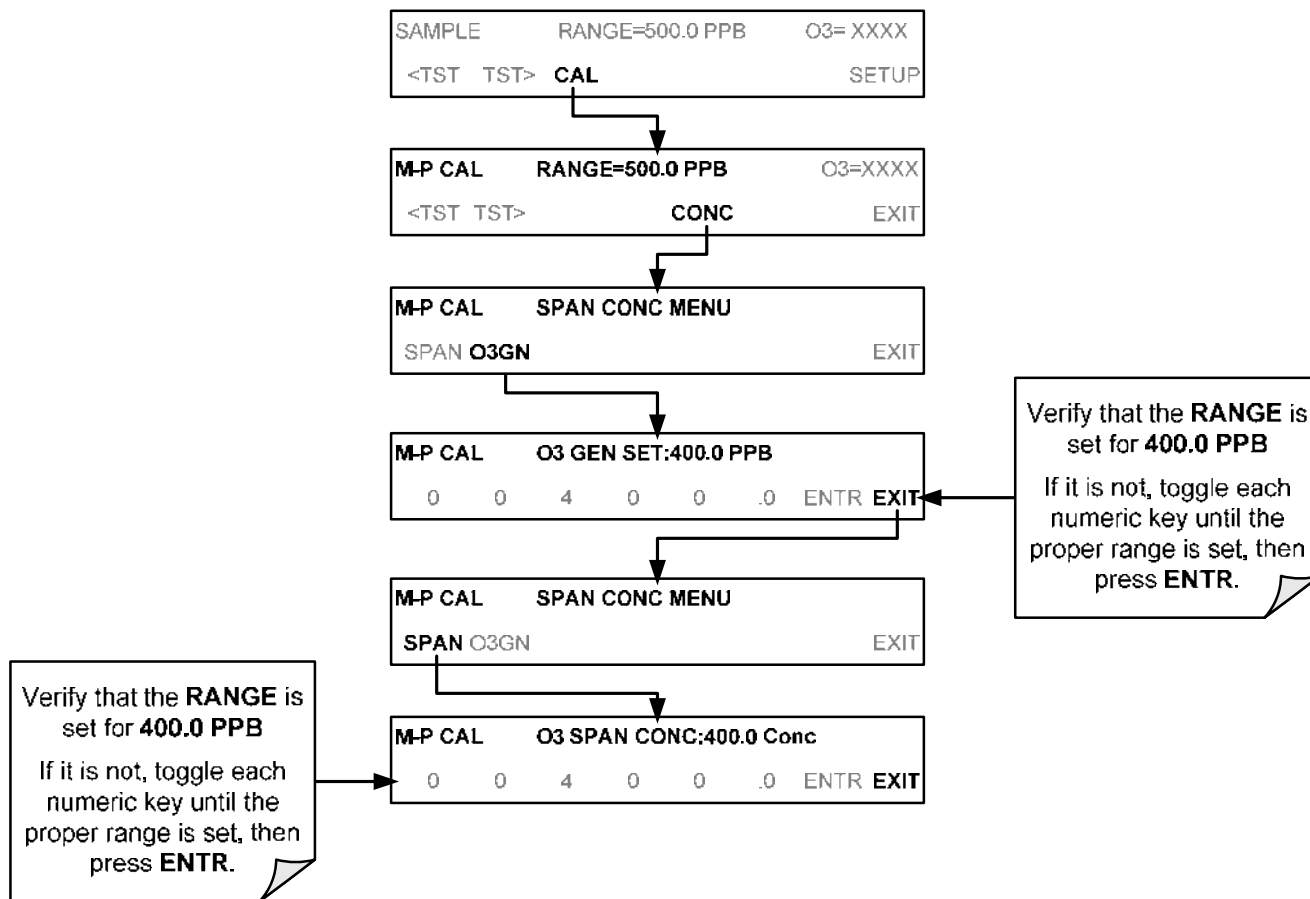 SAMPLE RANGE=500.0 PPB O3= XXXX
<TST TST> CAL SETUP
M-P CAL RANGE=500.0 PPB O3=XXXX
<TST TST> CONC EXIT
M-P CAL SPAN CONC MENU
SPAN O3GN EXIT
M-P CAL O3 GEN SET:400.0 PPB
0 0 4 0 0 .0 ENTR EXIT
Verify that the RANGE is
set for 400.0 PPB
If it is not, toggle each
numeric key until the
proper range is set, then
press ENTR.
M-P CAL SPAN CONC MENU
SPAN O3GN EXIT
Verify that the RANGE is
set for 400.0 PPB
If it is not, toggle each
numeric key until the
proper range is set, then
press ENTR.
M-P CAL O3 SPAN CONC:400.0 Conc
0 0 4 0 0 .0 ENTR EXIT